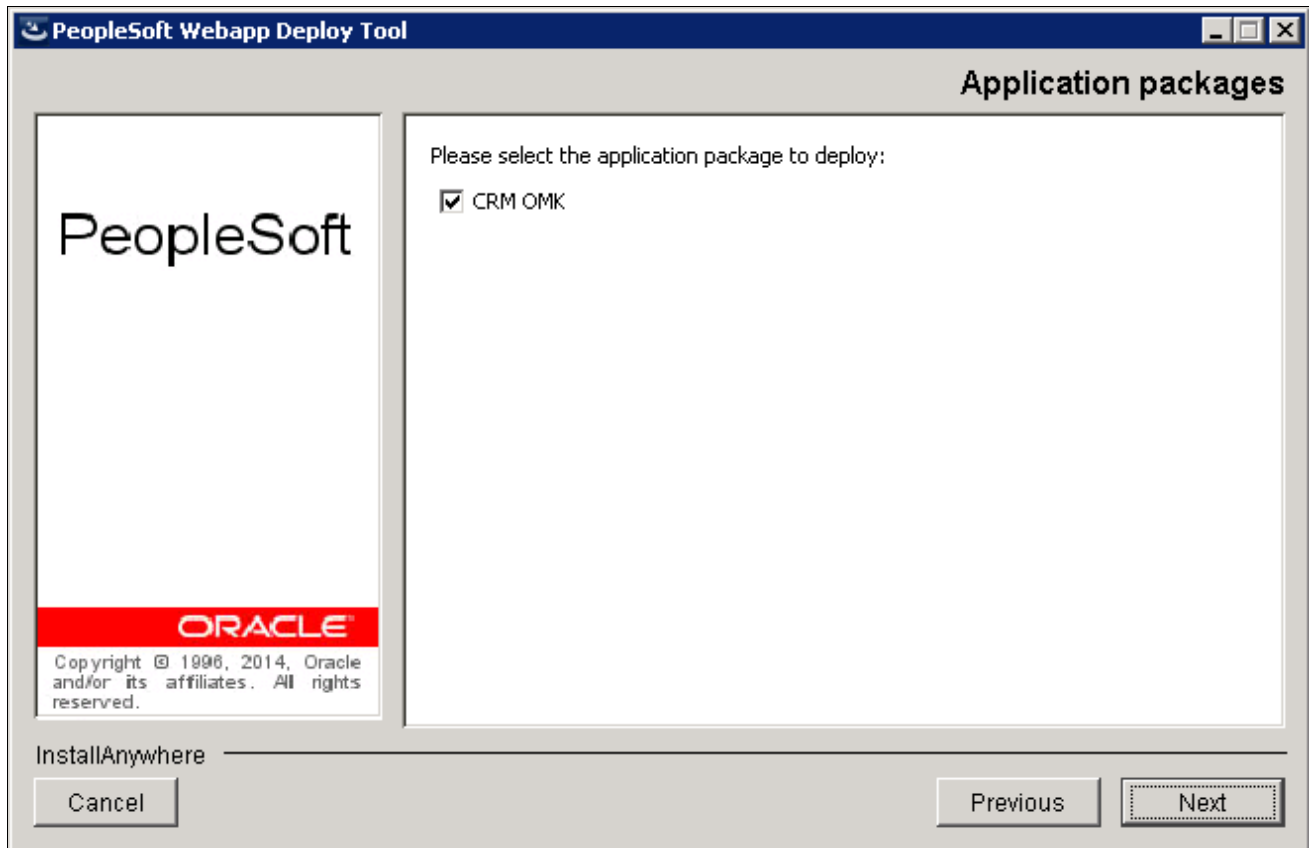 PeopleSoft Webapp Deploy Tool
Application packages
PeopleSoft
ORACLE
Copyright © 1996, 2014, Oracle
and/or its affiliates. All rights
reserved.
Please select the application package to deploy:
CRM OMK
InstallAnywhere
Cancel
Previous
Next